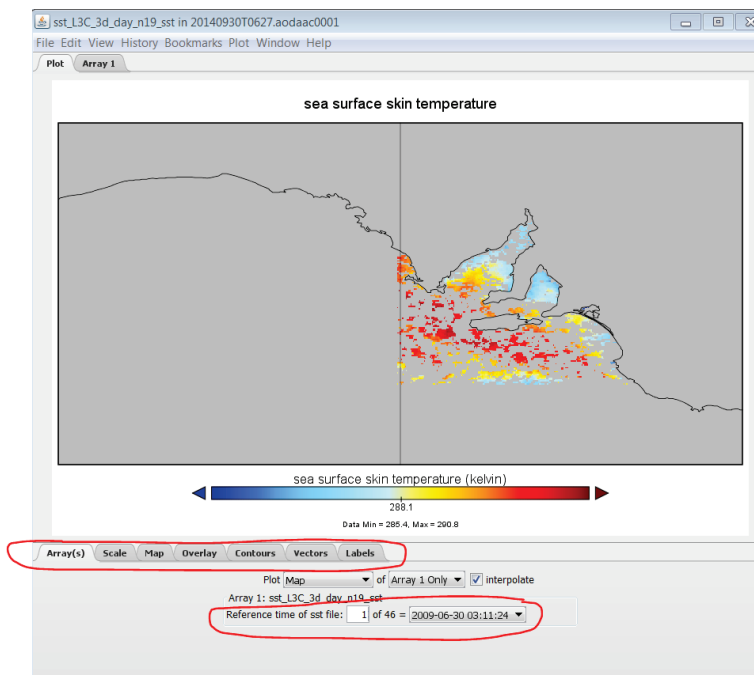 sst_L3C_3d_day_n19_sst in 20140930T0627.aodaac0001
File Edit View History Bookmarks Plot Window Help
Plot Array 1
sea surface skin temperature
sea surface skin temperature (kelvin)
288.1
Data Min = 285.4, Max = 290.8
Array(s) Scale Map Overlay Contours Vectors Labels
Plot Map of Array 1 Only interpolate
Array 1: sst_L3C_3d_day_n19_sst
Reference time of sst file: 1 of 46 = 2009-06-30 03:11:24